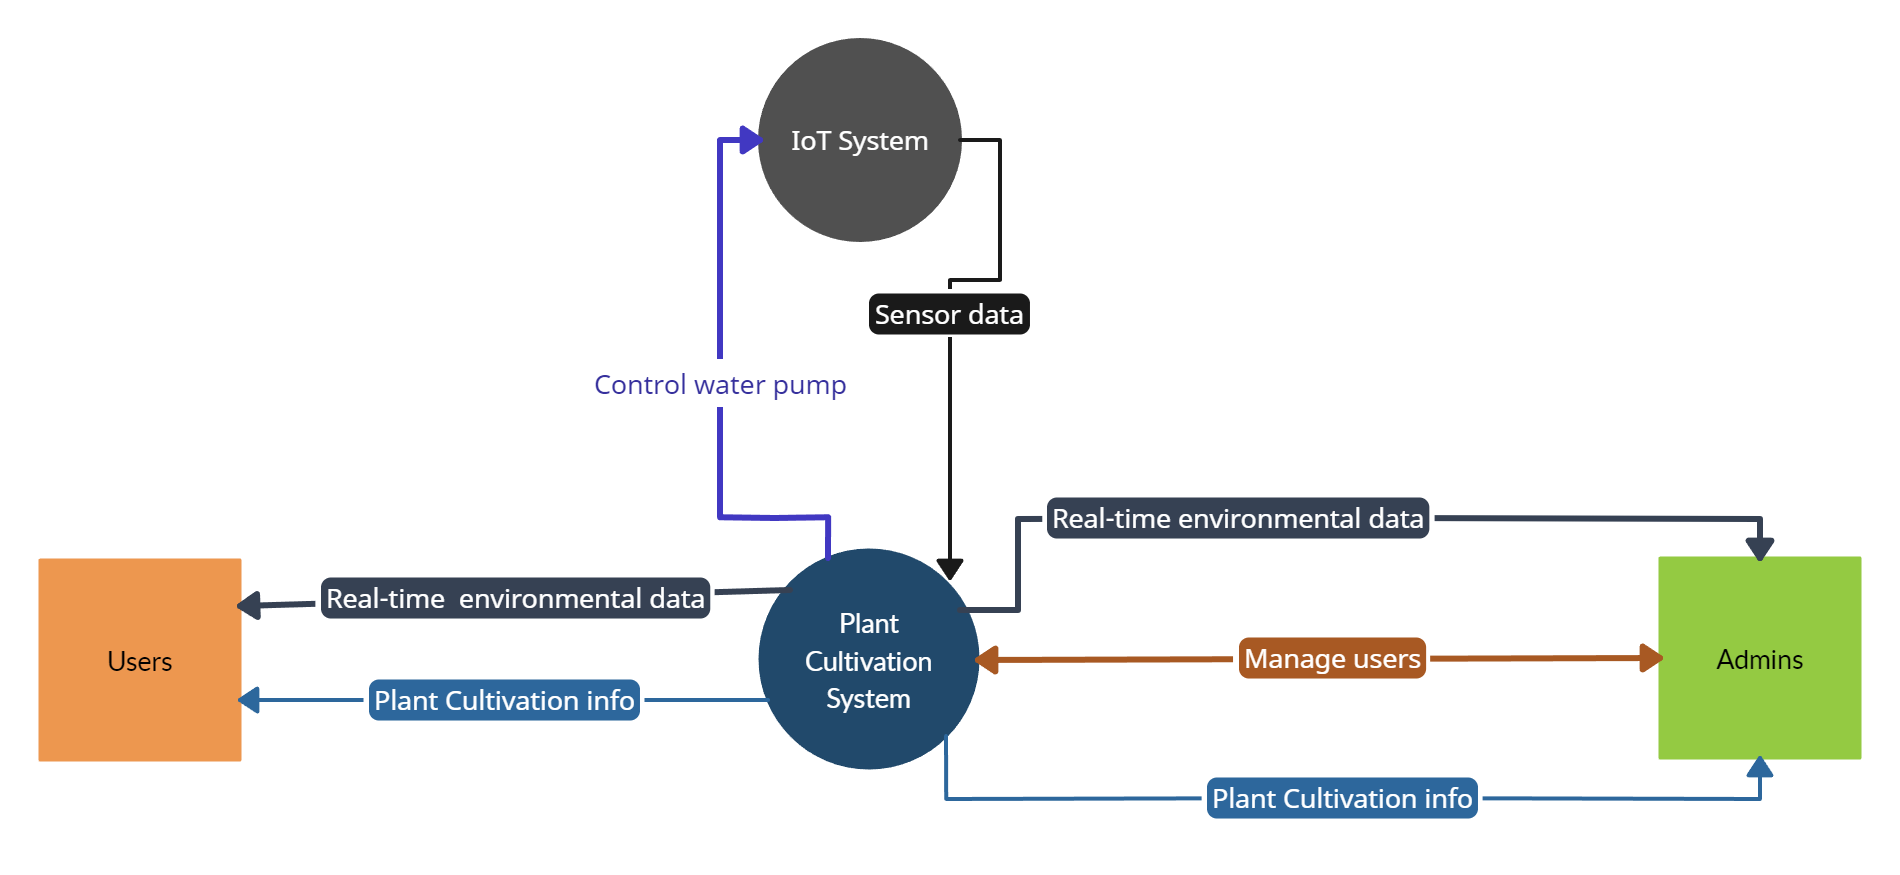 IoT System
Sensor data
Control water pump
Real-time environmental data
Real-time  environmental data
Plant
Cultivation
System
Users
Manage users
Admins
Plant Cultivation info
Plant Cultivation info